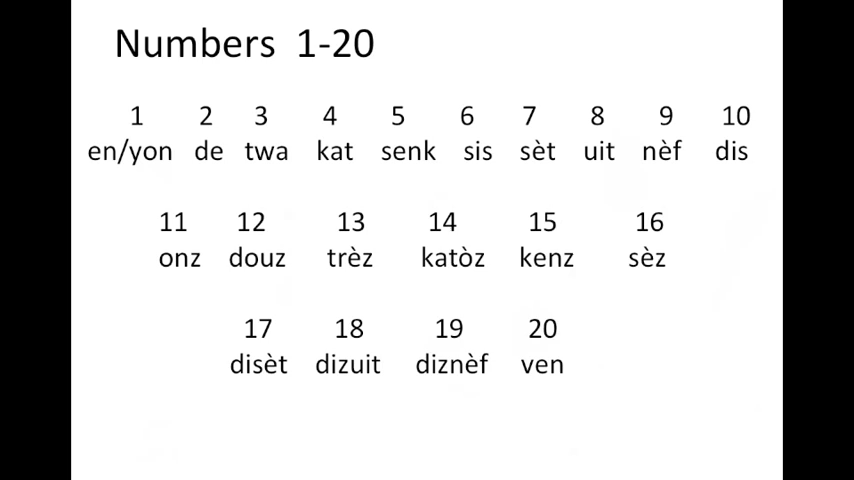 Numbers 1-20
1 2 3 4 5 6 7 8 9 10
en/yon de twa kat senk sis sèt uit nèf dis
11 12 13 14 15 16
onz douz trèz katòz kenz sèz
17 18 19 20
disèt dizuit diznèf ven